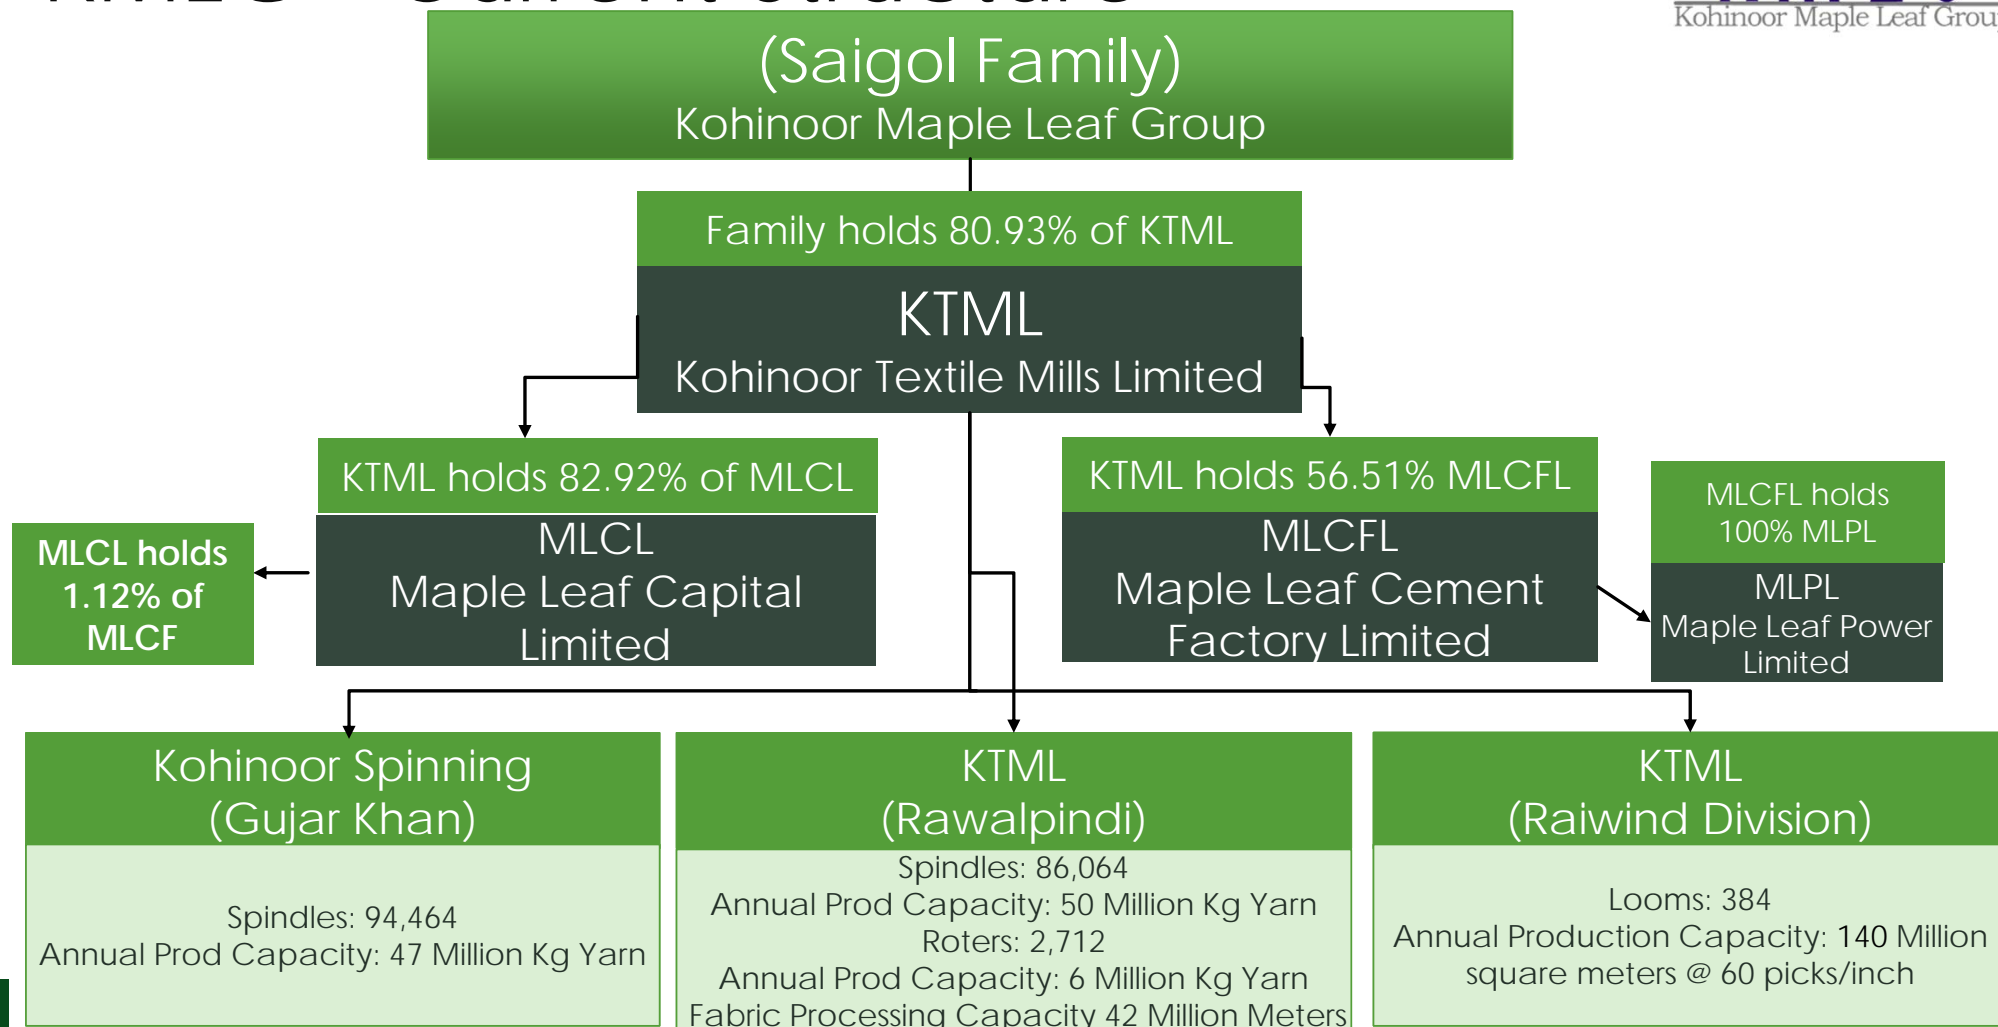 Kohinoor Maple Leaf Group
(Saigol Family)
Kohinoor Maple Leaf Group
Family holds 80.93% of KTML
KTML
Kohinoor Textile Mills Limited
KTML holds 82.92% of MLCL
MLCL
Maple Leaf Capital
Limited
MLCL holds
1.12% of
MLCF
KTML holds 56.51% MLCFL
MLCFL
Maple Leaf Cement
Factory Limited
MLCFL holds
100% MLPL
MLPL
Maple Leaf Power
Limited
Kohinoor Spinning
(Gujar Khan)
Spindles: 94,464
Annual Prod Capacity: 47 Million Kg Yarn
KTML
(Rawalpindi)
Spindles: 86,064
Annual Prod Capacity: 50 Million Kg Yarn
Roters: 2,712
Annual Prod Capacity: 6 Million Kg Yarn
Fabric Processing Capacity 42 Million Meters
KTML
(Raiwind Division)
Looms: 384
Annual Production Capacity: 140 Million
square meters @ 60 picks/inch